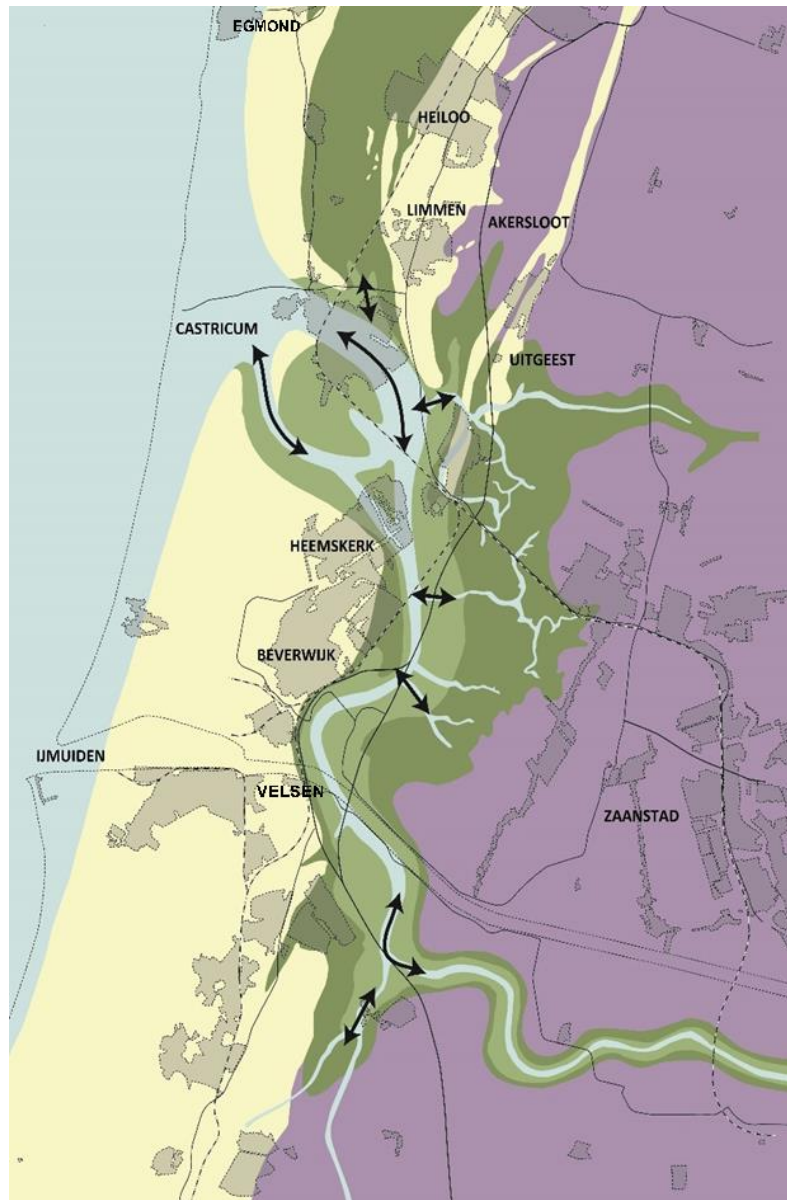 EGMOND
HEILOO
LIMMEN
AKERSLOOT
CASTRICUM
UITGEEST
HEEMSKERK
BEVERWIJK
IJMUIDEN
VELSEN
ZAANSTAD